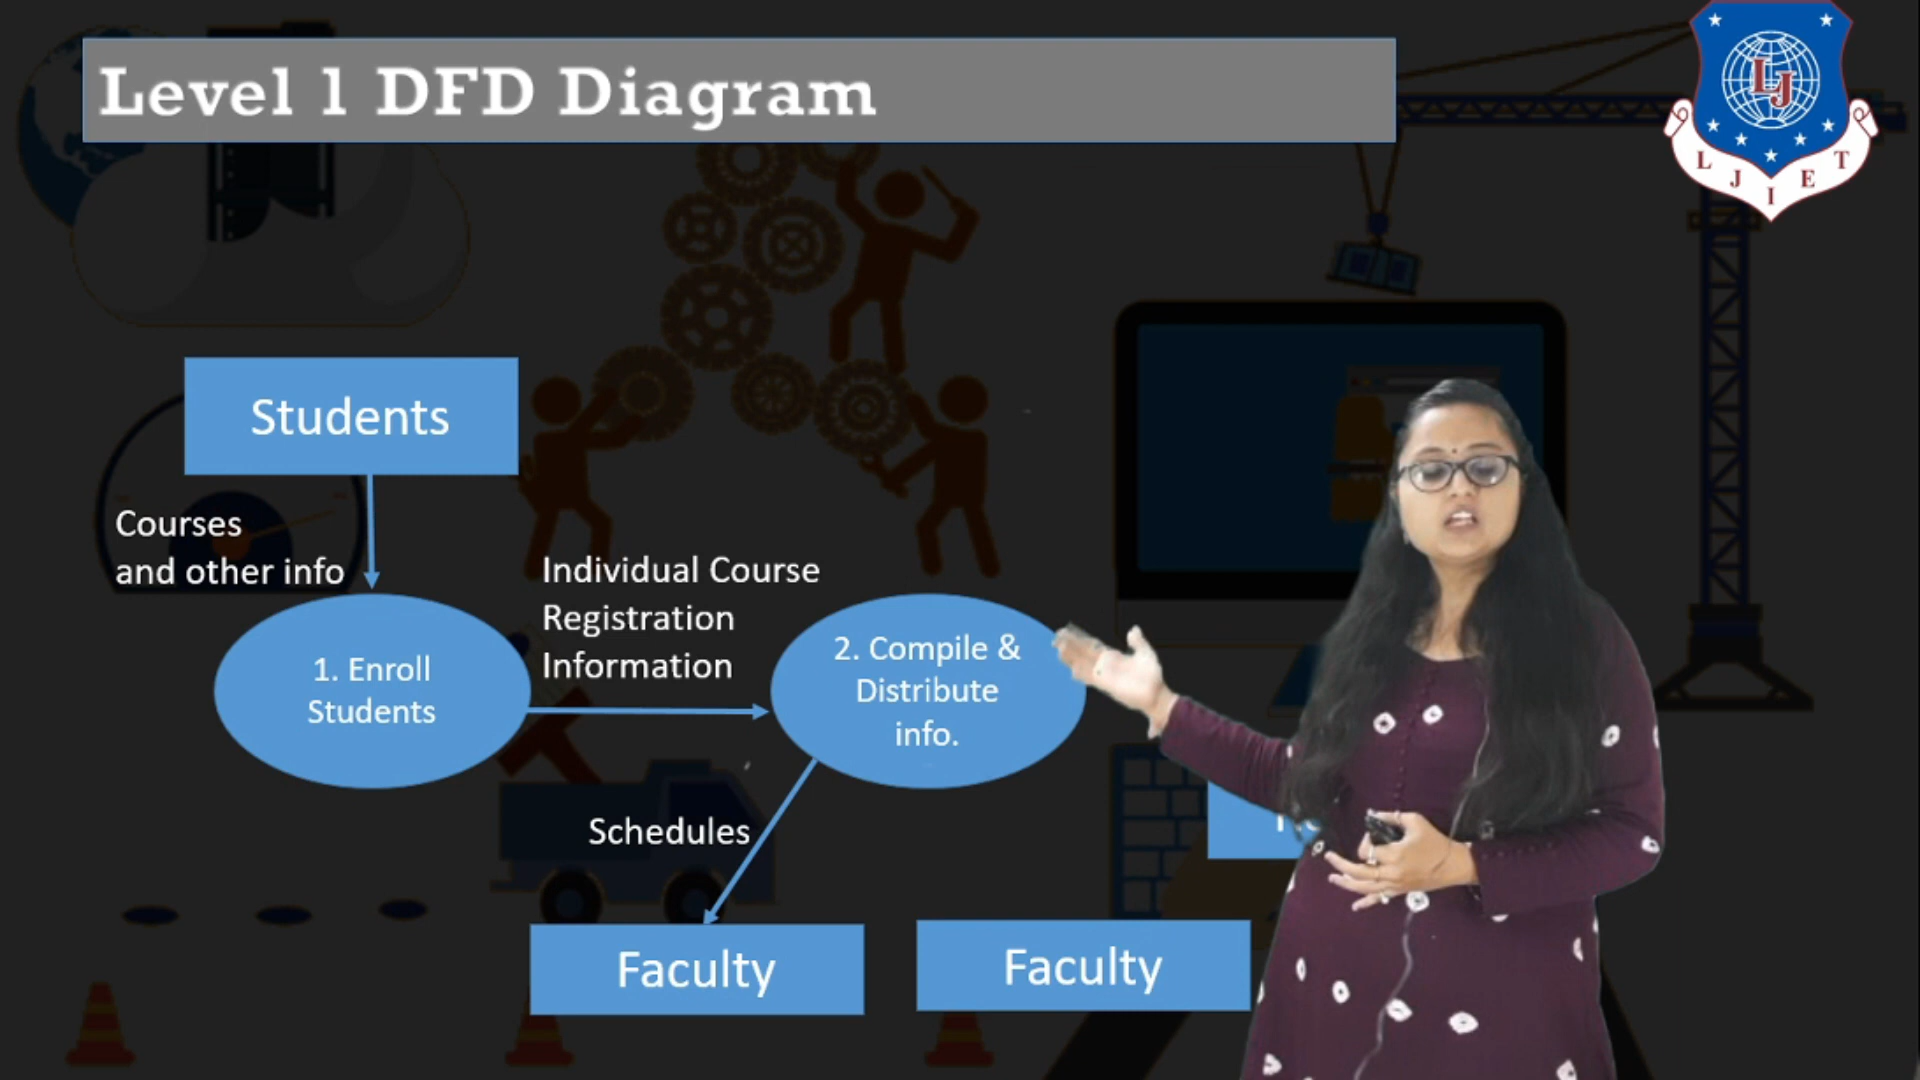 Level 1 DFD Diagram
LJ
L J I E T
Students
Courses
and other info
Individual Course
Registration
Information
1. Enroll
Students
2. Compile &
Distribute
info.
Schedules
Faculty
Faculty